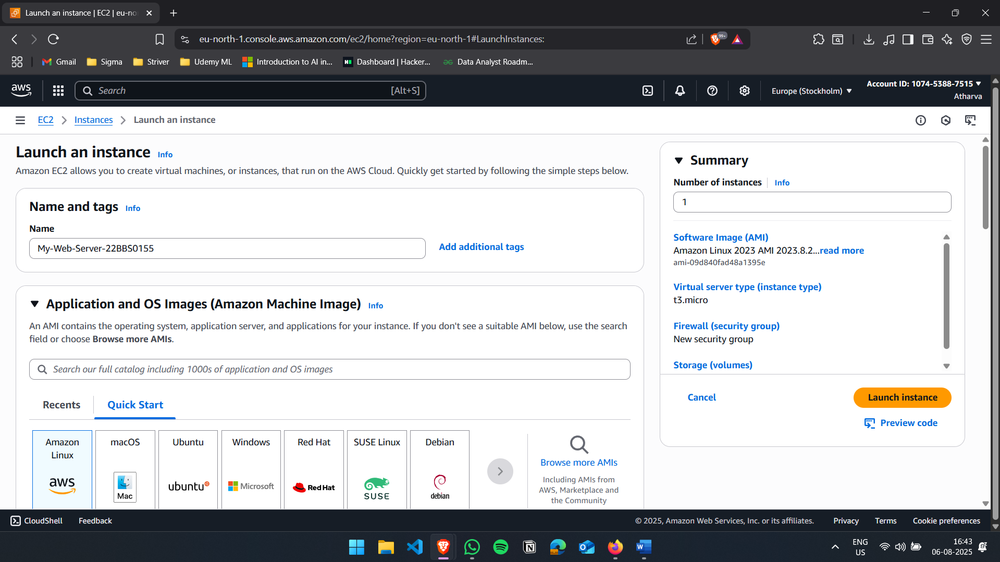 Launch an instance | EC2 | eu-no
eu-north-1.console.aws.amazon.com/ec2/home?region=eu-north-1#LaunchInstances:
99+
Gmail
Sigma
Striver
Udemy ML
Introduction to AI in...
Dashboard | Hacker...
Data Analyst Roadm...
aws
Search
[Alt+S]
Europe (Stockholm)
Account ID: 1074-5388-7515
Atharva
EC2
Instances
Launch an instance
Launch an instance
Info
Amazon EC2 allows you to create virtual machines, or instances, that run on the AWS Cloud. Quickly get started by following the simple steps below.
Name and tags
Info
Name
My-Web-Server-22BBS0155
Add additional tags
Application and OS Images (Amazon Machine Image)
Info
An AMI contains the operating system, application server, and applications for your instance. If you don't see a suitable AMI below, use the search
field or choose Browse more AMIs.
Search our full catalog including 1000s of application and OS images
Recents
Quick Start
Amazon
Linux
aws
macOS
Mac
Ubuntu
ubuntu
Windows
Microsoft
Red Hat
Red Hat
SUSE Linux
SUSE
Debian
debian
Browse more AMIs
Including AMIs from
AWS, Marketplace and
the Community
Summary
Number of instances
Info
1
Software Image (AMI)
Amazon Linux 2023 AMI 2023.8.2...read more
ami-09d840fad48a1395e
Virtual server type (instance type)
t3.micro
Firewall (security group)
New security group
Storage (volumes)
Cancel
Launch instance
Preview code
CloudShell
Feedback
© 2025, Amazon Web Services, Inc. or its affiliates.
Privacy
Terms
Cookie preferences
ENG
US
16:43
06-08-2025